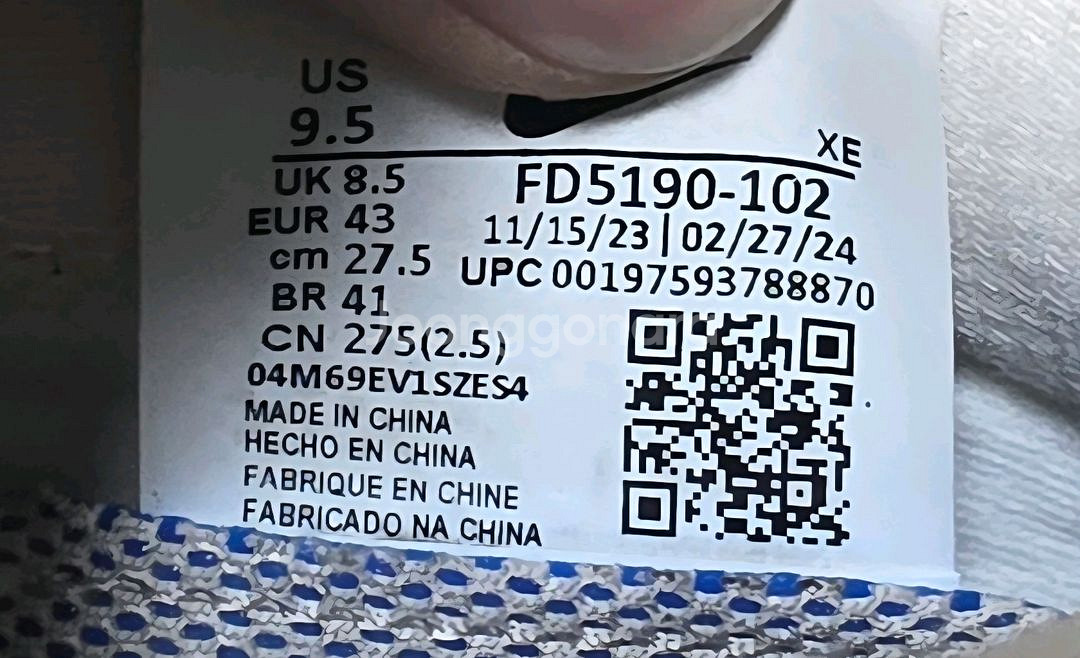 US
9.5
XE
UK 8.5
EUR 43
cm 27.5
BR 41
CN 275(2.5)
04M69EV1SZES4
MADE IN CHINA
HECHO EN CHINA
FABRIQUE EN CHINE
FABRICADO NA CHINA
FD5190-102
11/15/23 | 02/27/24
UPC 00197593788870
Joonggonara